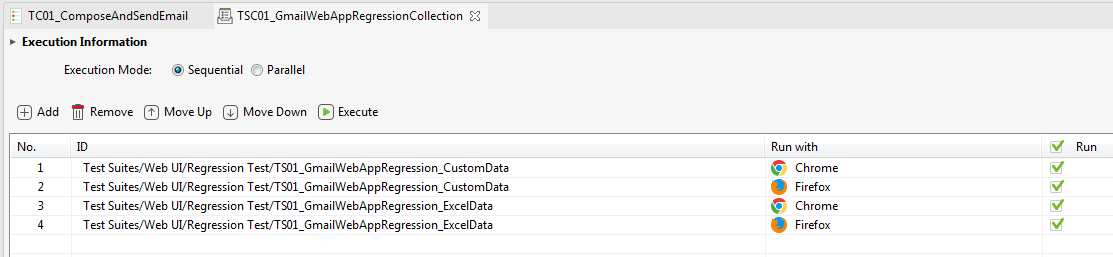 TC01_ComposeAndSendEmail TSC01_GmailWebAppRegressionCollection
Execution Information
Execution Mode: Sequential Parallel
Add Remove Move Up Move Down Execute
No. ID Run with Run
1 Test Suites/Web UI/Regression Test/TS01_GmailWebAppRegression_CustomData Chrome
2 Test Suites/Web UI/Regression Test/TS01_GmailWebAppRegression_CustomData Firefox
3 Test Suites/Web UI/Regression Test/TS01_GmailWebAppRegression_ExcelData Chrome
4 Test Suites/Web UI/Regression Test/TS01_GmailWebAppRegression_ExcelData Firefox